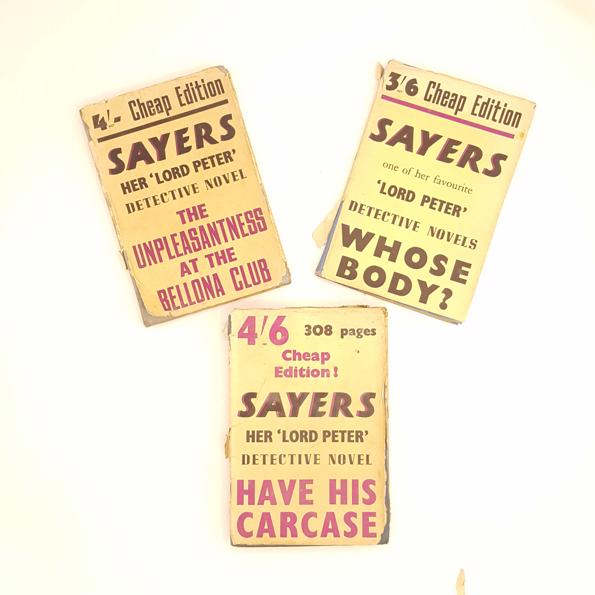 4/- Cheap Edition
SAYERS
HER 'LORD PETER'
DETECTIVE NOVEL
THE
UNPLEASANTNESS
AT THE
BELLONA CLUB
3/6 Cheap Edition
SAYERS
one of her favourite
'LORD PETER'
DETECTIVE NOVELS
WHOSE
BODY?
4/6 308 pages
Cheap
Edition!
SAYERS
HER 'LORD PETER'
DETECTIVE NOVEL
HAVE HIS
CARCASE